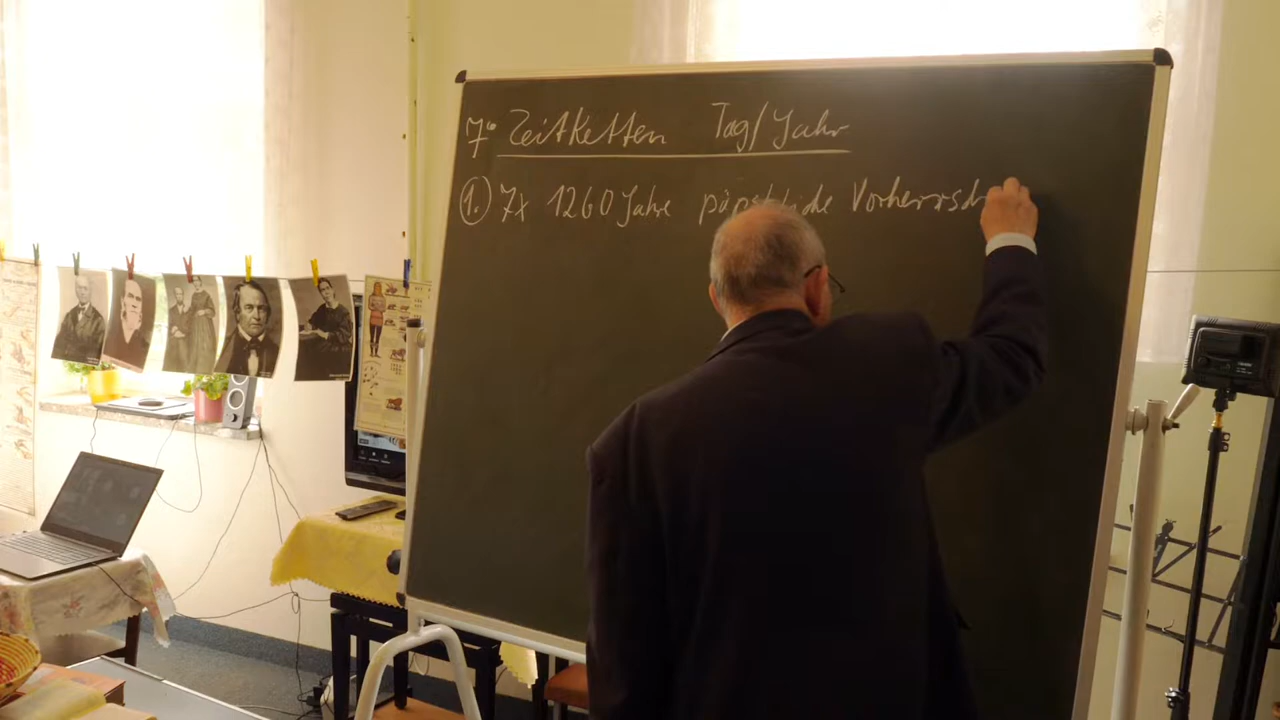 7° Zeitketten Tag/Jahr
1. 7x 1260 Jahre päpstliche Vorherrsch